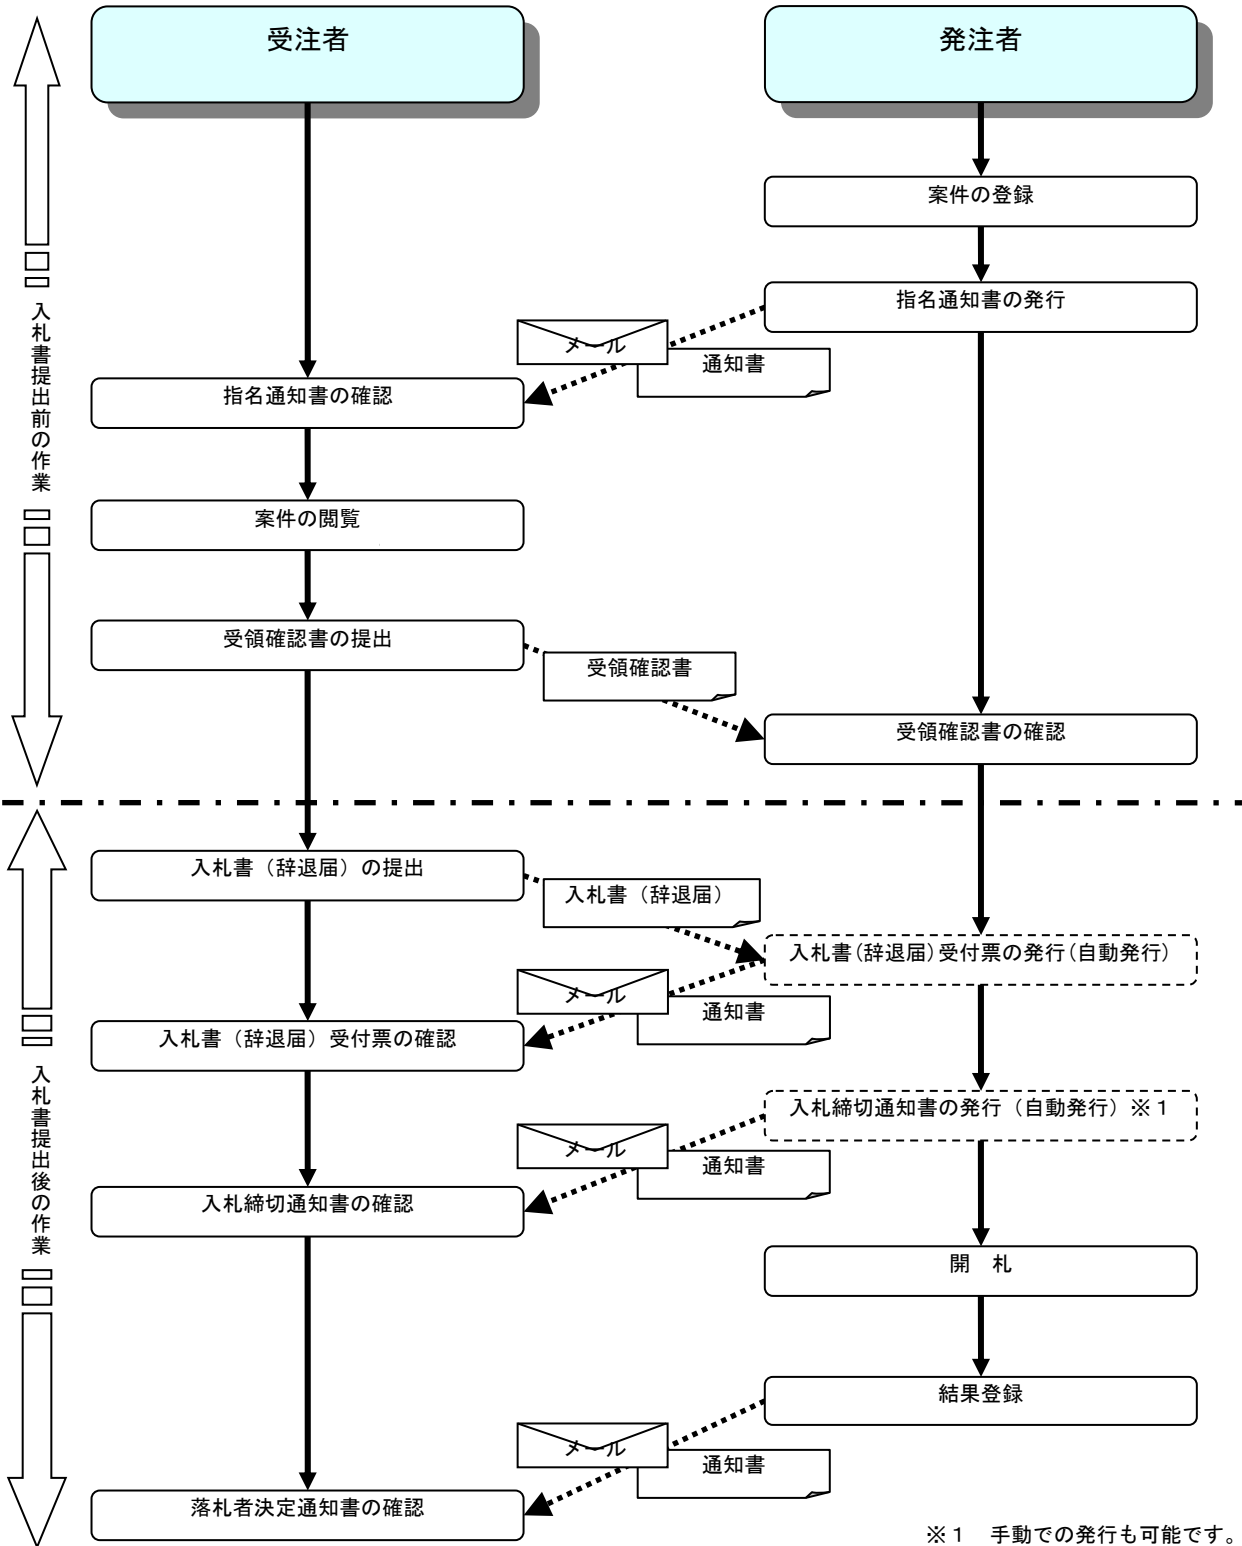 受注者
発注者
案件の登録
指名通知書の発行
メール
通知書
指名通知書の確認
入札書提出前の作業
案件の閲覧
受領確認書の提出
受領確認書
受領確認書の確認
入札書（辞退届）の提出
入札書（辞退届）
入札書(辞退届)受付票の発行(自動発行)
メール
通知書
入札書（辞退届）受付票の確認
入札書提出後の作業
入札締切通知書の発行（自動発行）※１
メール
通知書
入札締切通知書の確認
開　札
結果登録
メール
通知書
落札者決定通知書の確認
※１　手動での発行も可能です。